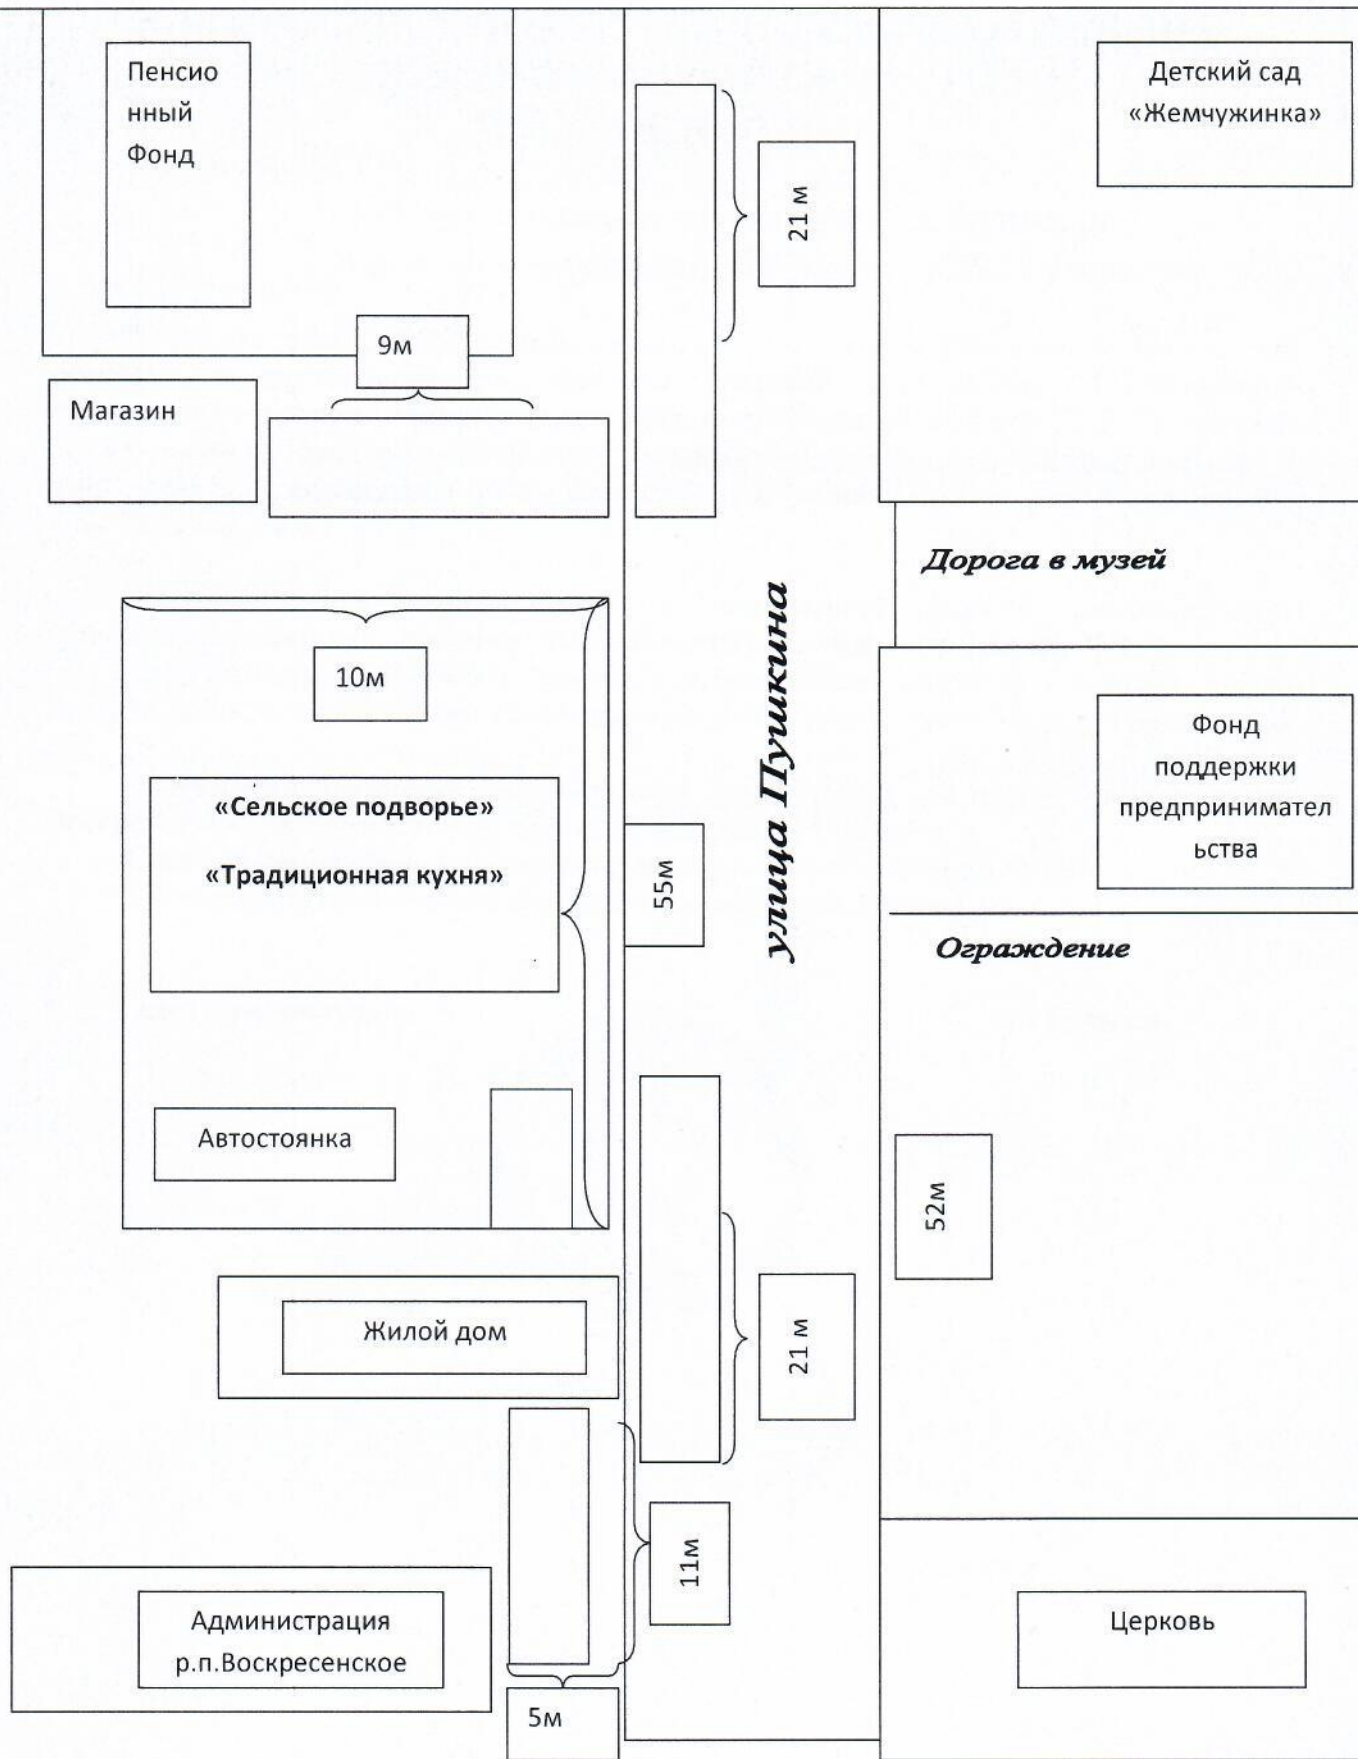 Пенсио
нный
Фонд
Детский сад
«Жемчужинка»
21 м
9м
Магазин
Дорога в музей
10м
улица Пушкина
Фонд
поддержки
предпринимател
ьства
«Сельское подворье»
«Традиционная кухня»
55м
Ограждение
Автостоянка
52м
Жилой дом
21 м
11м
Администрация
р.п.Воскресенское
Церковь
5м